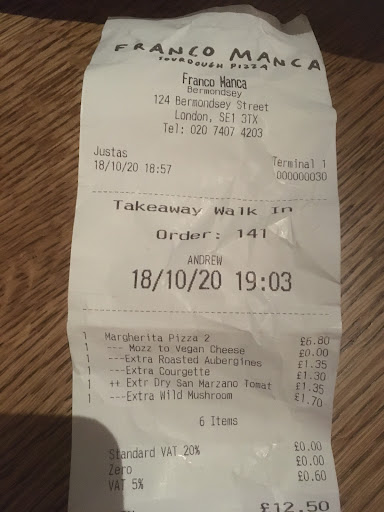 FRANCO MANCA
SOURDOUGH PIZZA
Franco Manca
Bermondsey
124 Bermondsey Street
London, SE1 3TX
Tel: 020 7407 4203
Justas
18/10/20 18:57
Terminal 1
000000030
Takeaway Walk In
Order: 141
ANDREW
18/10/20 19:03
1 Margherita Pizza 2 £6.80
1 --- Mozz to Vegan Cheese £0.00
1 ---Extra Roasted Aubergines £1.35
1 ---Extra Courgette £1.30
1 ++ Extr Dry San Marzano Tomat £1.35
1 ---Extra Wild Mushroom £1.70
6 Items
Standard VAT 20% £0.00
Zero £0.00
VAT 5% £0.60
£12.50